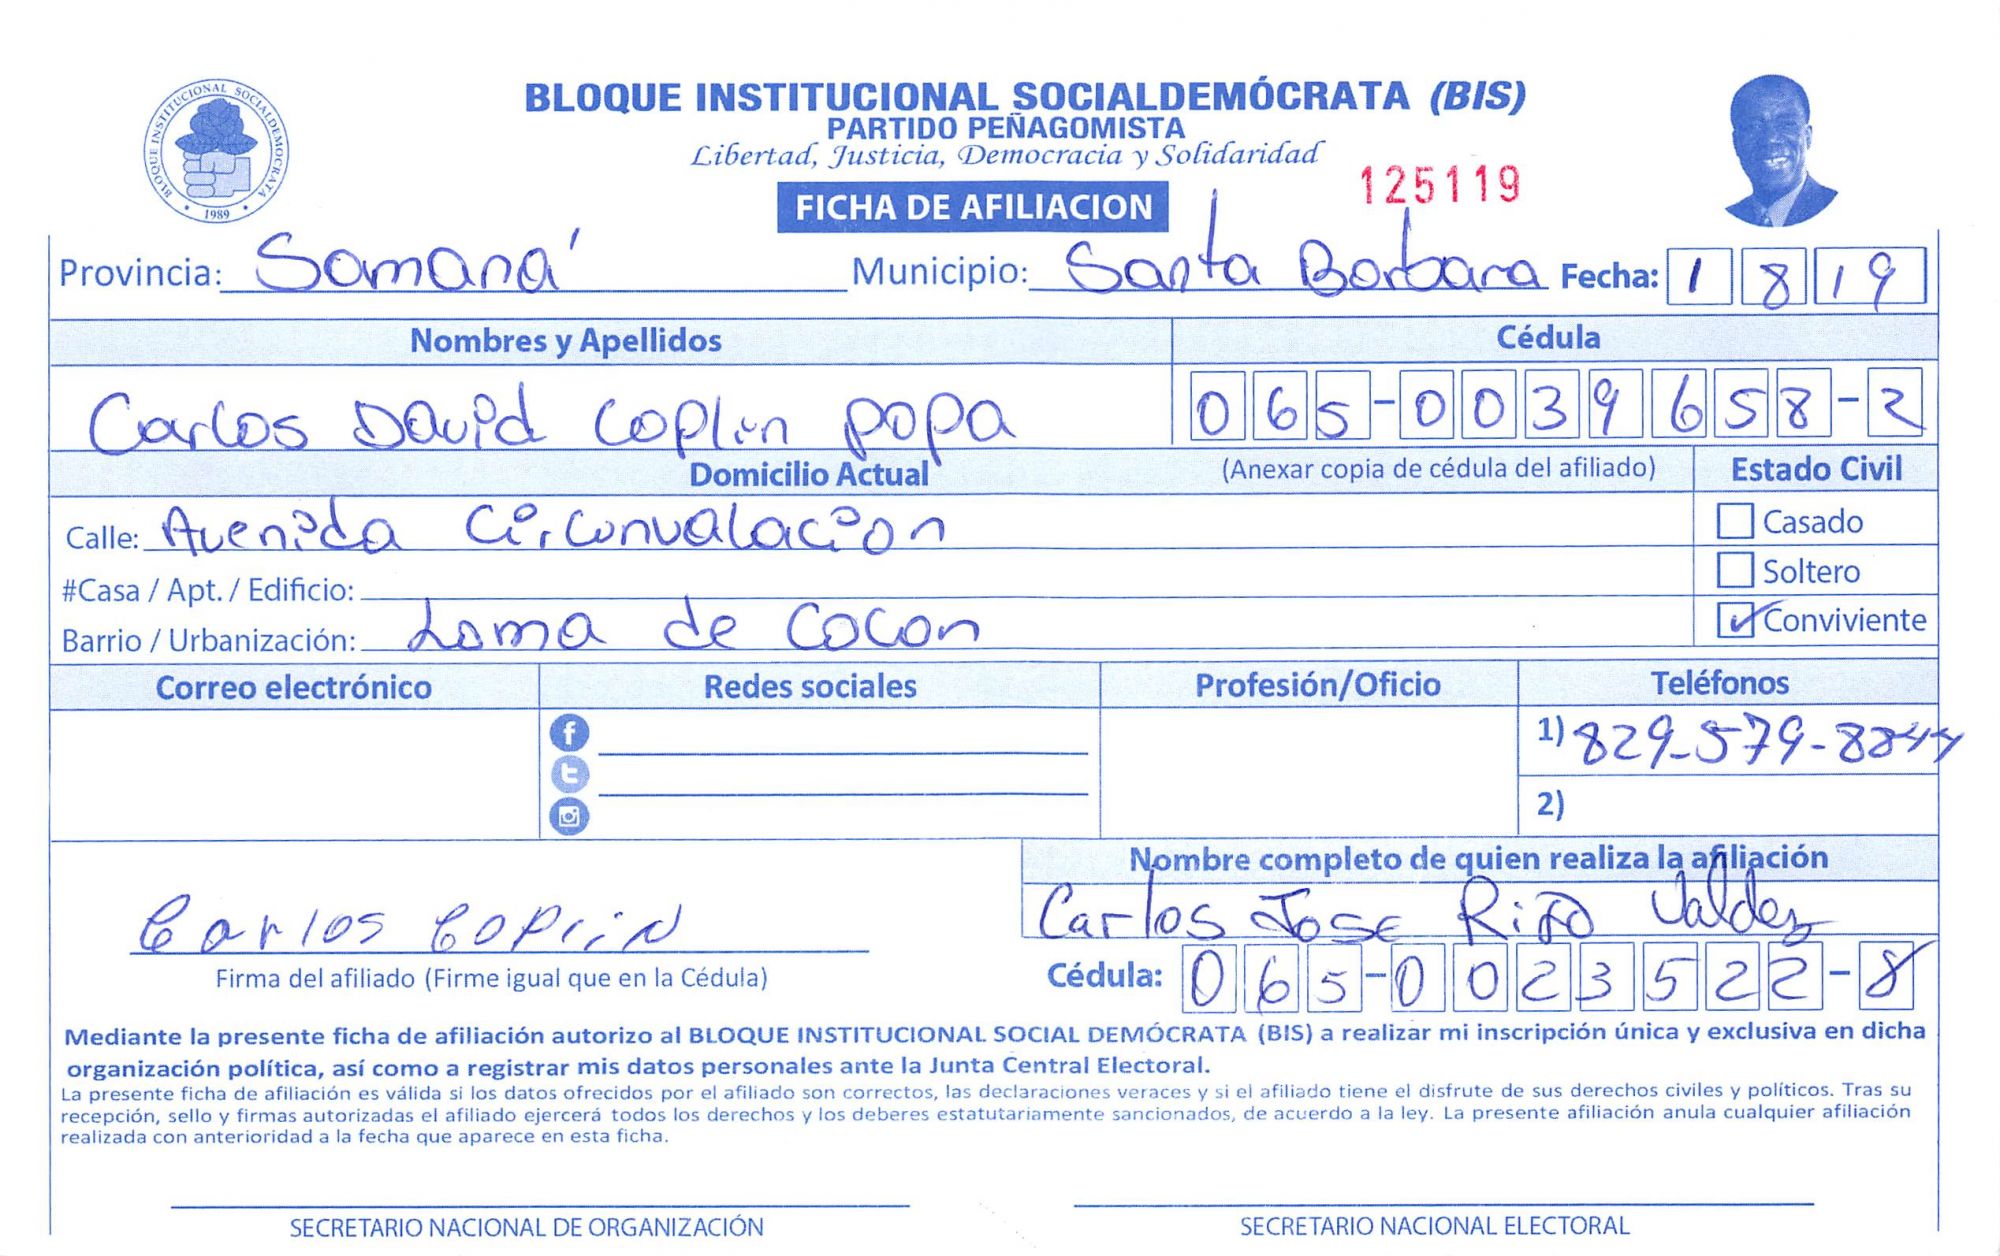 BLOQUE INSTITUCIONAL SOCIALDEMÓCRATA (BIS)
PARTIDO PEÑAGOMISTA
Libertad, Justicia, Democracia y Solidaridad
BLOQUE INSTITUCIONAL SOCIALDEMOCRATA
1989
125119
FICHA DE AFILIACION
Provincia: Samaná Municipio: Santa Barbara Fecha: 1 8 19
Nombres y Apellidos Cédula
Carlos David Coplin popa 065-0039658-2
Domicilio Actual (Anexar copia de cédula del afiliado) Estado Civil
Calle: Avenida Circunvalacion Casado
#Casa / Apt. / Edificio: Soltero
Barrio / Urbanización: Loma de Cocon Conviviente
Correo electrónico Redes sociales Profesión/Oficio Teléfonos
1) 829-579-8844
2)
Nombre completo de quien realiza la afiliación
Carlos Jose Valdez
Carlos Coplin
Firma del afiliado (Firme igual que en la Cédula) Cédula: 065-0023522-8
Mediante la presente ficha de afiliación autorizo al BLOQUE INSTITUCIONAL SOCIAL DEMÓCRATA (BIS) a realizar mi inscripción única y exclusiva en dicha
organización política, así como a registrar mis datos personales ante la Junta Central Electoral.
La presente ficha de afiliación es válida si los datos ofrecidos por el afiliado son correctos, las declaraciones veraces y si el afiliado tiene el disfrute de sus derechos civiles y políticos. Tras su
recepción, sello y firmas autorizadas el afiliado ejercerá todos los derechos y los deberes estatutariamente sancionados, de acuerdo a la ley. La presente afiliación anula cualquier afiliación
realizada con anterioridad a la fecha que aparece en esta ficha.
SECRETARIO NACIONAL DE ORGANIZACIÓN SECRETARIO NACIONAL ELECTORAL